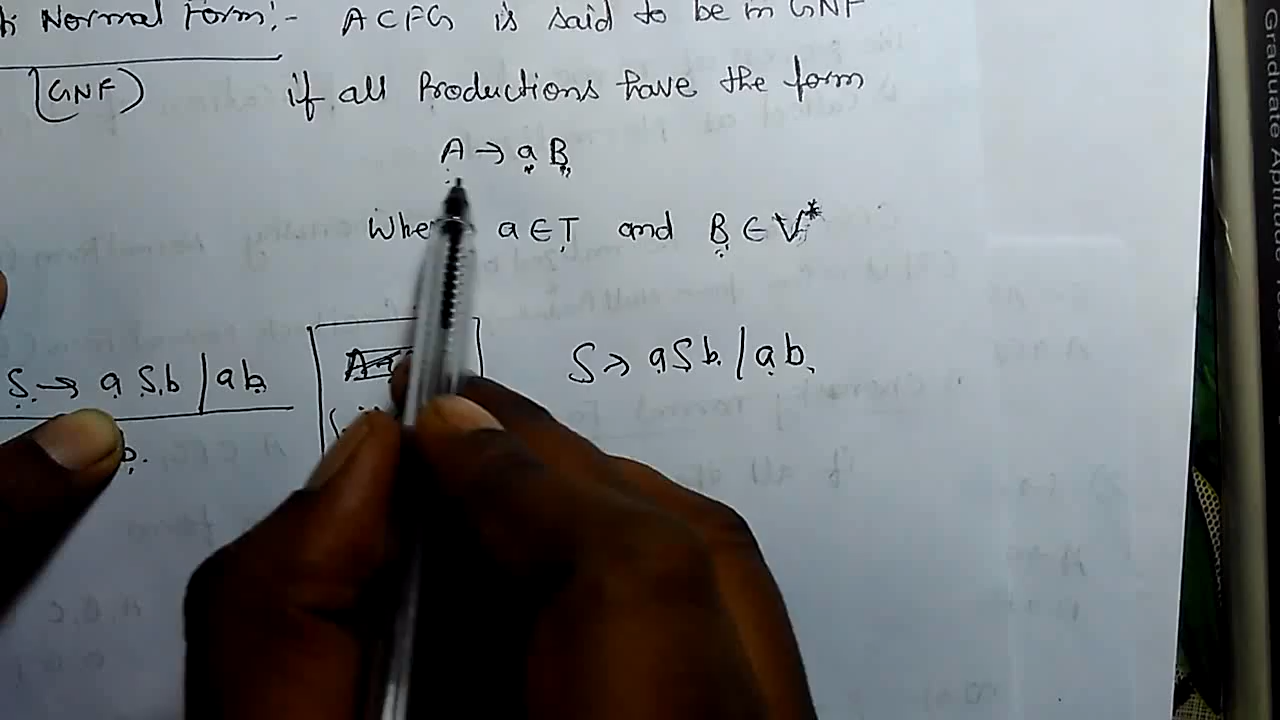 Normal Form:- A CFG is said to be in GNF
(GNF) if all Productions have the form
A → a B
Where a ∈ T and B ∈ V*
S → a S b | ab
S → a S b | a b
Graduate Aptitude